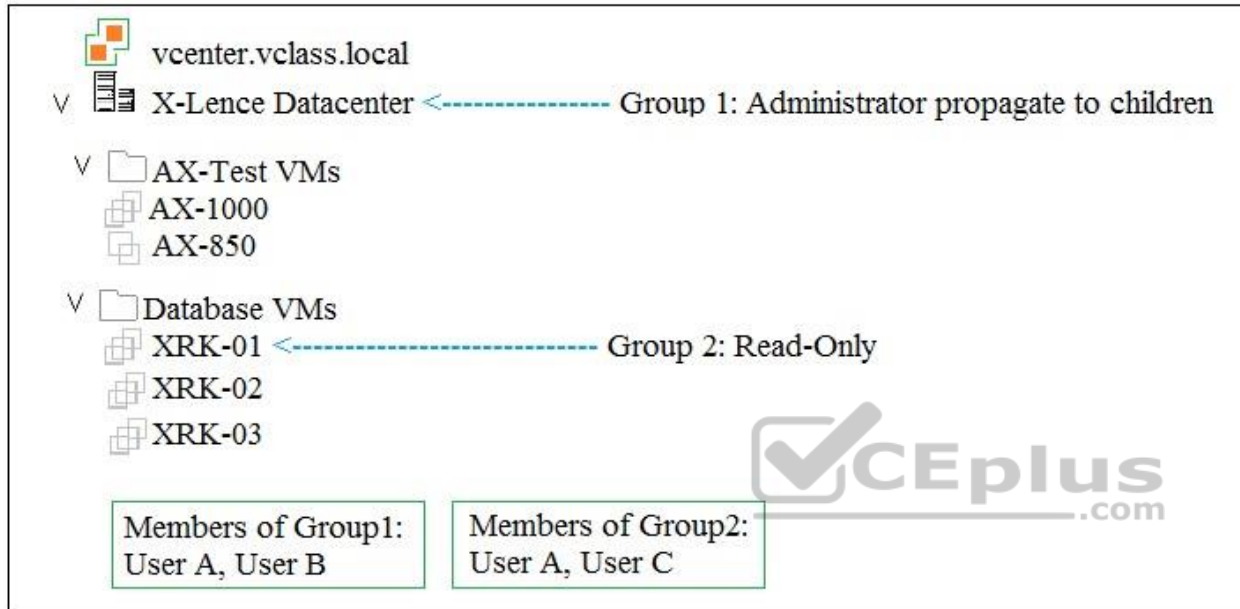 vcenter.vclass.local
X-Lence Datacenter Group 1: Administrator propagate to children
AX-Test VMs
AX-1000
AX-850
Database VMs
XRK-01 Group 2: Read-Only
XRK-02
XRK-03
VCEplus
.com
Members of Group1:
User A, User B
Members of Group2:
User A, User C